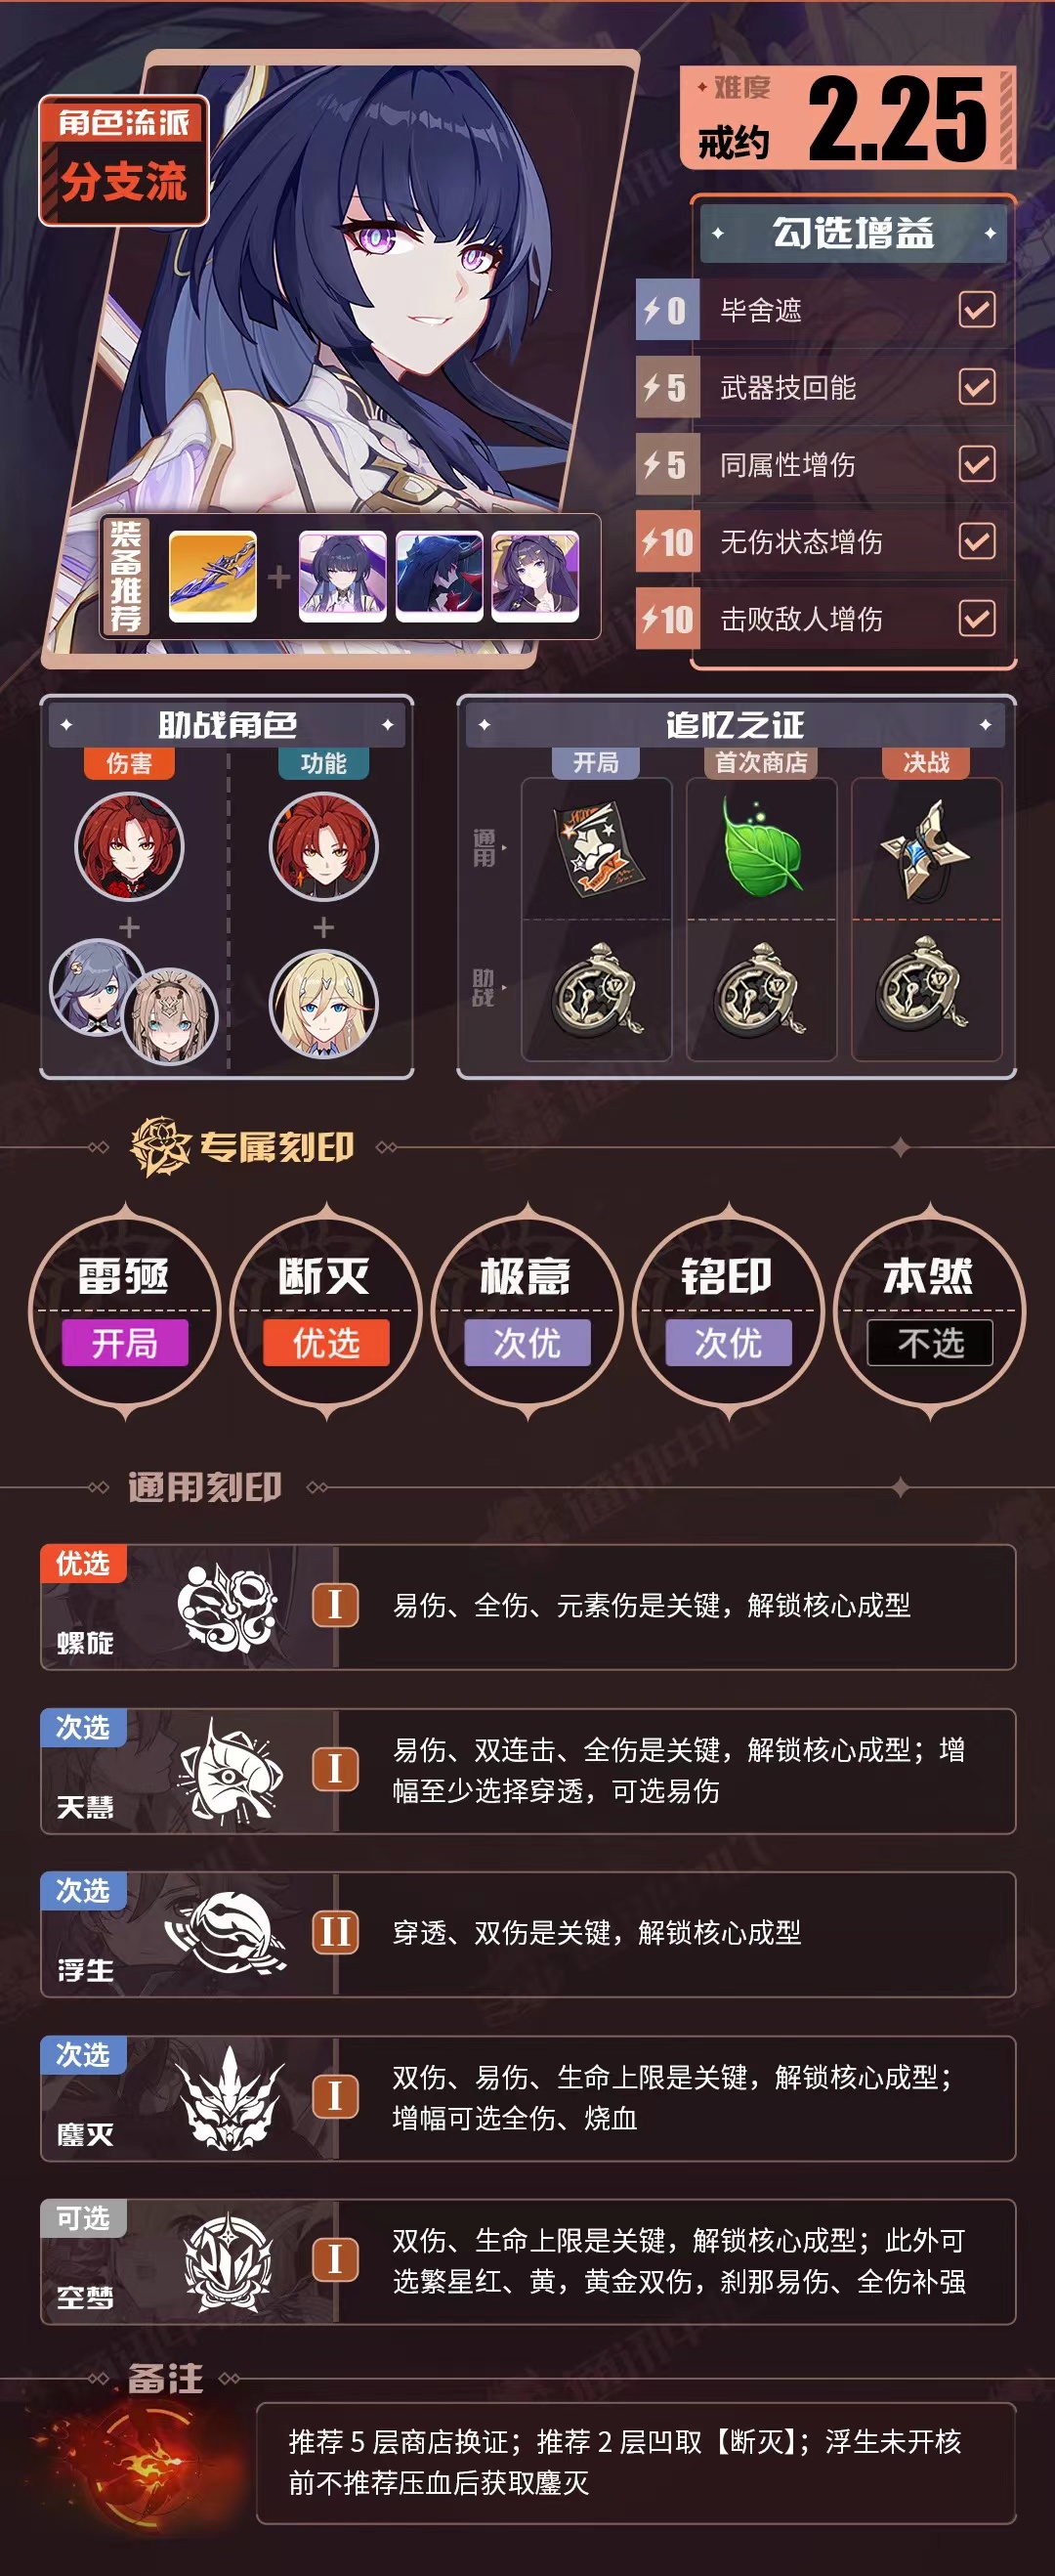 角色流派
分支流
难度
戒约
2.25
勾选增益
0
毕舍遮
5
武器技回能
5
同属性增伤
10
无伤状态增伤
10
击败敌人增伤
装备推荐
助战角色
伤害
功能
追忆之证
开局
首次商店
决战
通用
助战
专属刻印
雷殛
开局
断灭
优选
极意
次优
铭印
次优
本然
不选
通用刻印
优选
螺旋
I
易伤、全伤、元素伤是关键，解锁核心成型
次选
天慧
I
易伤、双连击、全伤是关键，解锁核心成型；增
幅至少选择穿透，可选易伤
次选
浮生
II
穿透、双伤是关键，解锁核心成型
次选
鏖灭
I
双伤、易伤、生命上限是关键，解锁核心成型；
增幅可选全伤、烧血
可选
空梦
I
双伤、生命上限是关键，解锁核心成型；此外可
选繁星红、黄，黄金双伤，刹那易伤、全伤补强
备注
推荐 5 层商店换证；推荐 2 层凹取【断灭】；浮生未开核
前不推荐压血后获取鏖灭